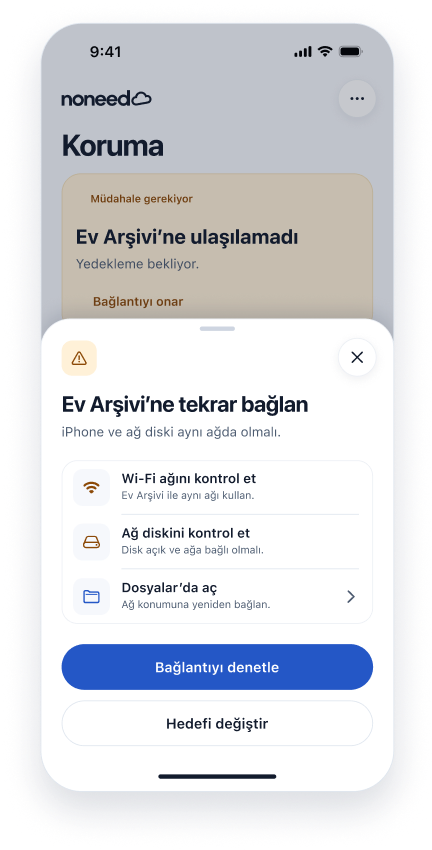 9:41
noneed
Koruma
Müdahale gerekiyor
Ev Arşivi’ne ulaşılamadı
Yedekleme bekliyor.
Bağlantıyı onar
Ev Arşivi’ne tekrar bağlan
iPhone ve ağ diski aynı ağda olmalı.
Wi-Fi ağını kontrol et
Ev Arşivi ile aynı ağı kullan.
Ağ diskini kontrol et
Disk açık ve ağa bağlı olmalı.
Dosyalar’da aç
Ağ konumuna yeniden bağlan.
Bağlantıyı denetle
Hedefi değiştir